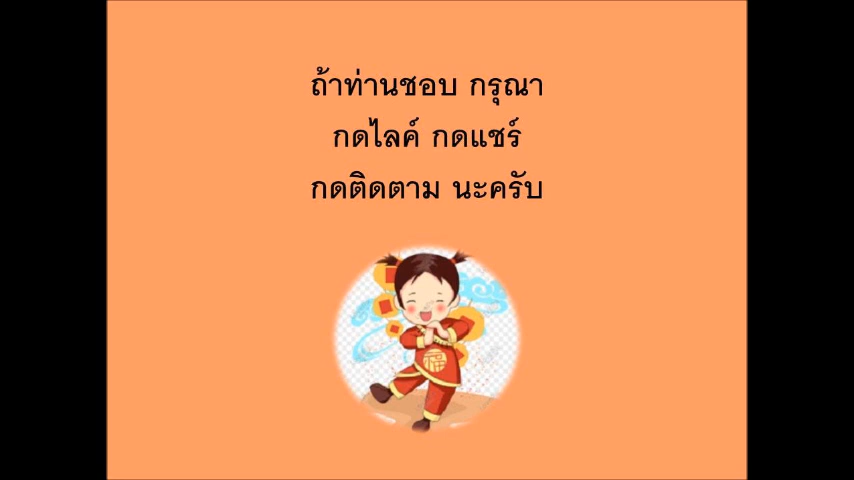 ถ้าท่านชอบ กรุณา
กดไลค์ กดแชร์
กดติดตาม นะครับ
福